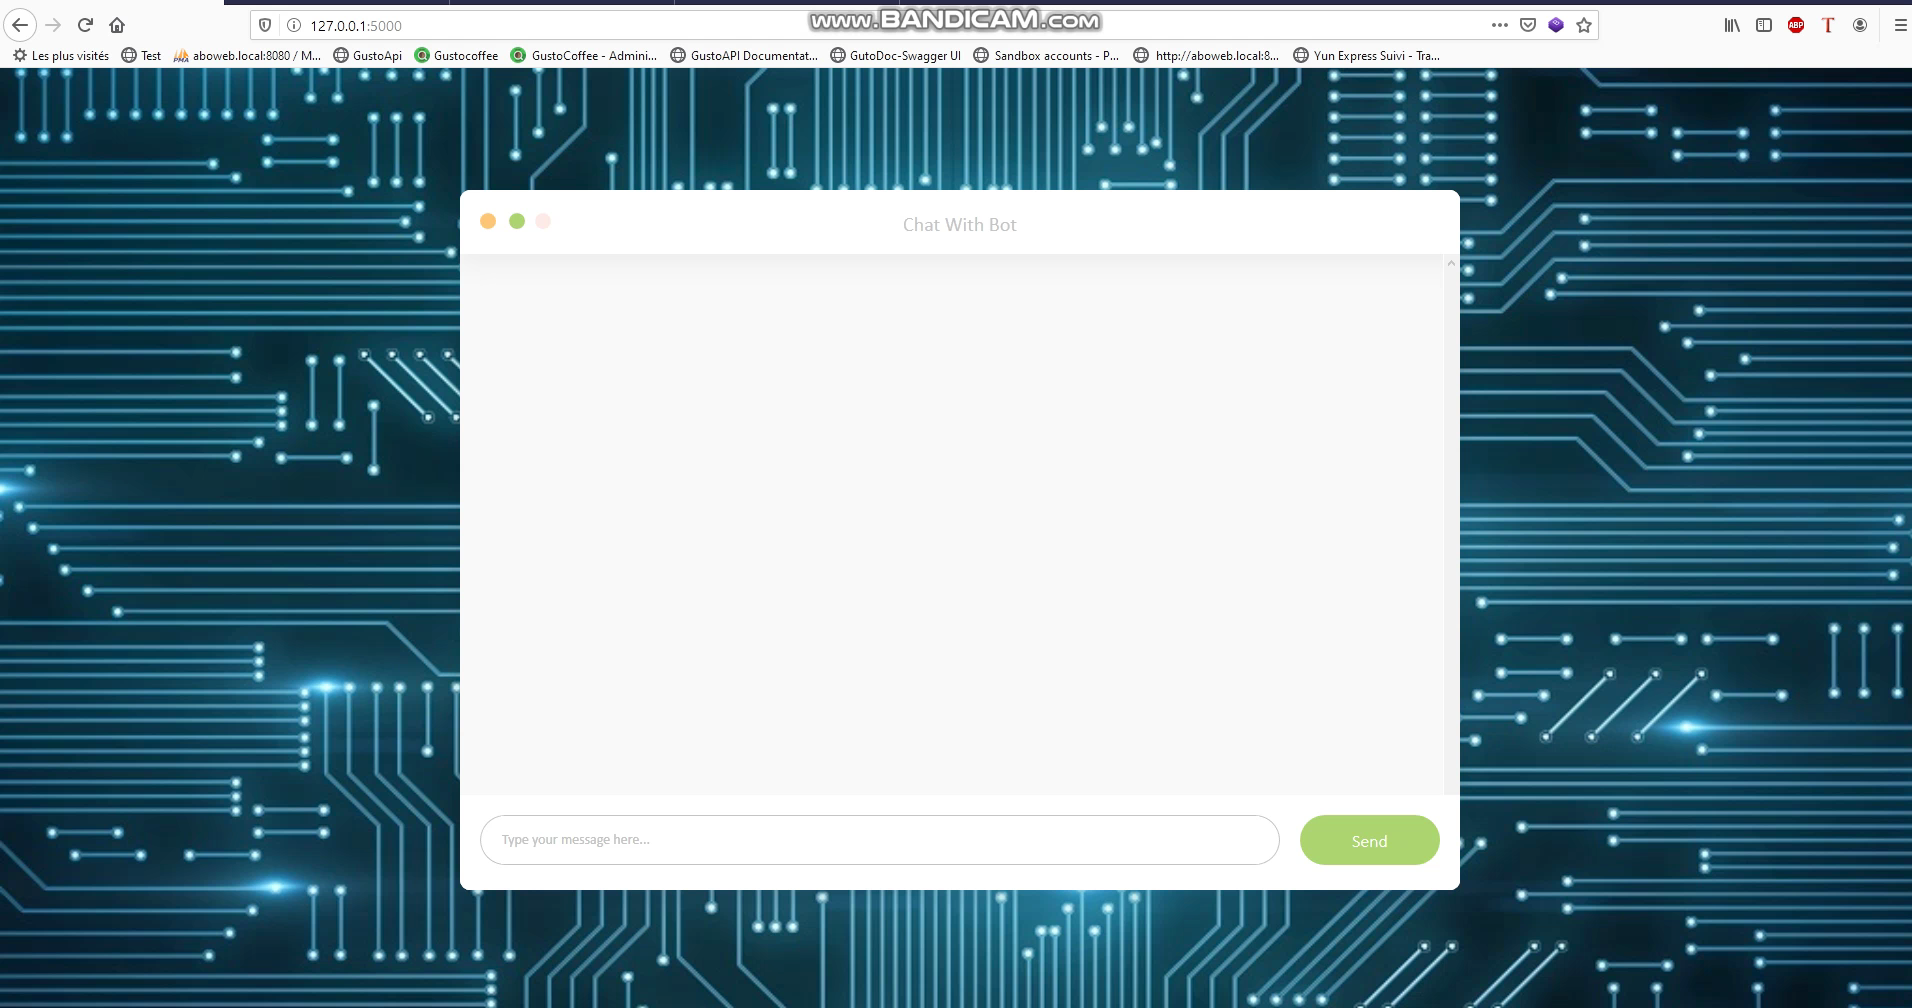 127.0.0.1:5000
www.BANDICAM.com
ABP
T
Les plus visités
Test
PMA
aboweb.local:8080 / M...
GustoApi
Gustocoffee
GustoCoffee - Admini...
GustoAPI Documentat...
GutoDoc-Swagger UI
Sandbox accounts - P...
http://aboweb.local:8...
Yun Express Suivi - Tra...
Chat With Bot
Type your message here...
Send